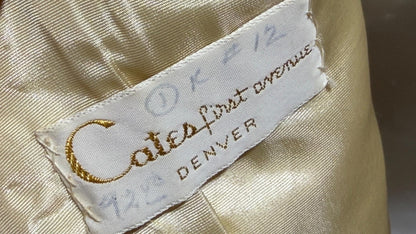 ① K # 12
Cates first avenue
DENVER